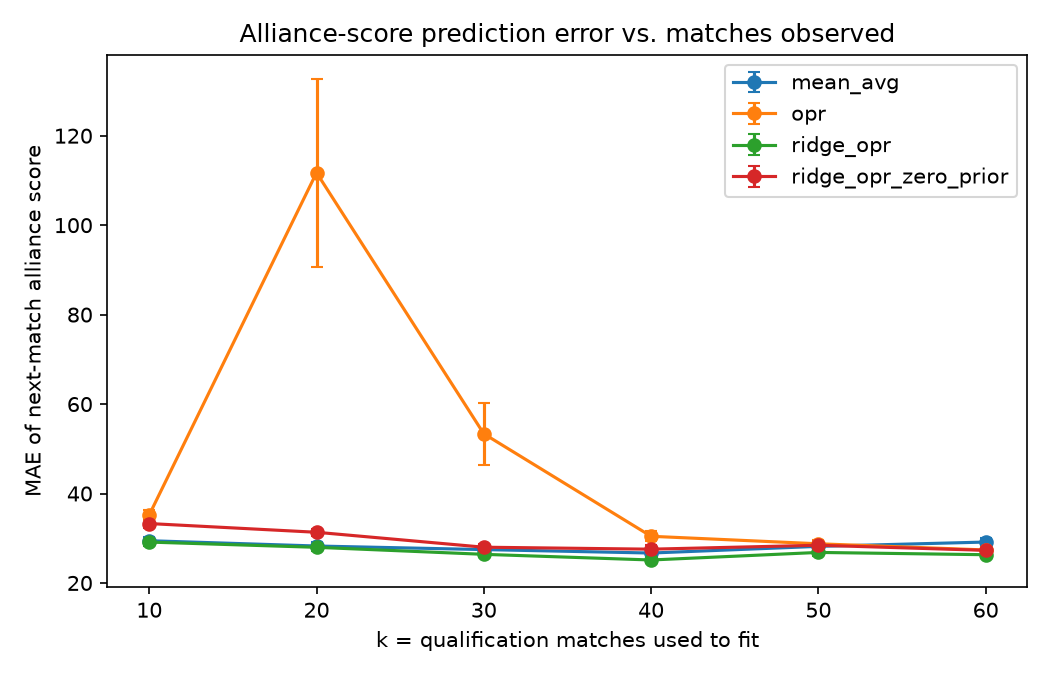 Alliance-score prediction error vs. matches observed
mean_avg
opr
ridge_opr
ridge_opr_zero_prior
MAE of next-match alliance score
120
100
80
60
40
20
10 20 30 40 50 60
k = qualification matches used to fit